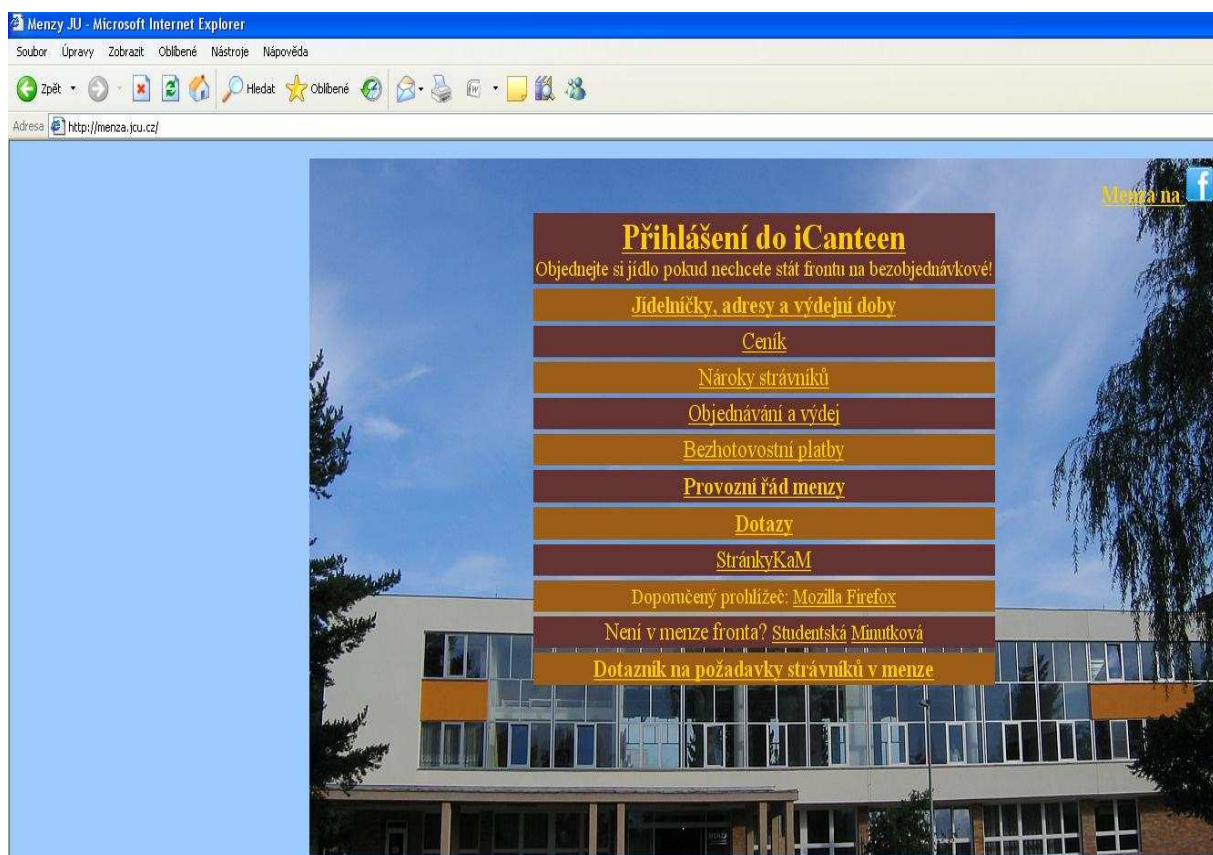 Menzy JU - Microsoft Internet Explorer
Soubor Úpravy Zobrazit Oblíbené Nástroje Nápověda
Zpět Hledat Oblíbené
Adresa http://menza.jcu.cz/
Menza na f
Přihlášení do iCanteen
Objednejte si jídlo pokud nechcete stát frontu na bezobjednávkové!
Jídelníčky, adresy a výdejní doby
Ceník
Nároky strávníků
Objednávání a výdej
Bezhotovostní platby
Provozní řád menzy
Dotazy
StránkyKaM
Doporučený prohlížeč: Mozilla Firefox
Není v menze fronta? Studentská Minutková
Dotazník na požadavky strávníků v menze